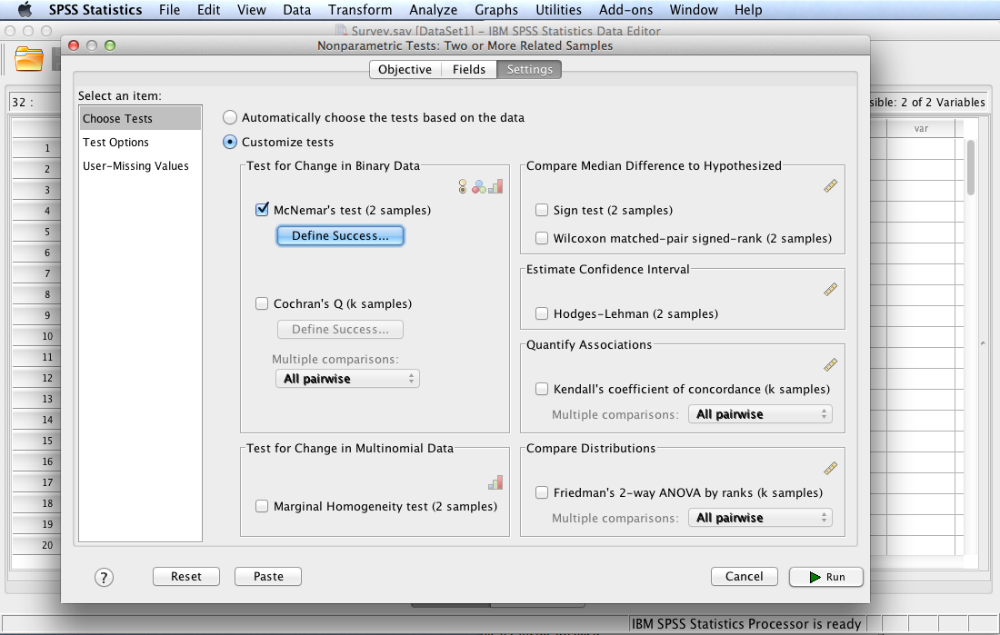 SPSS Statistics File Edit View Data Transform Analyze Graphs Utilities Add-ons Window Help
Survey.sav [DataSet1] - IBM SPSS Statistics Data Editor
Nonparametric Tests: Two or More Related Samples
Objective Fields Settings
Select an item:
Choose Tests
Test Options
User-Missing Values
Automatically choose the tests based on the data
Customize tests
Test for Change in Binary Data
McNemar's test (2 samples)
Define Success...
Cochran's Q (k samples)
Define Success...
Multiple comparisons:
All pairwise
Test for Change in Multinomial Data
Marginal Homogeneity test (2 samples)
Compare Median Difference to Hypothesized
Sign test (2 samples)
Wilcoxon matched-pair signed-rank (2 samples)
Estimate Confidence Interval
Hodges-Lehman (2 samples)
Quantify Associations
Kendall's coefficient of concordance (k samples)
Multiple comparisons: All pairwise
Compare Distributions
Friedman's 2-way ANOVA by ranks (k samples)
Multiple comparisons: All pairwise
? Reset Paste Cancel Run
32 :
sible: 2 of 2 Variables
var
1
2
3
4
5
6
7
8
9
10
11
12
13
14
15
16
17
18
19
20
IBM SPSS Statistics Processor is ready